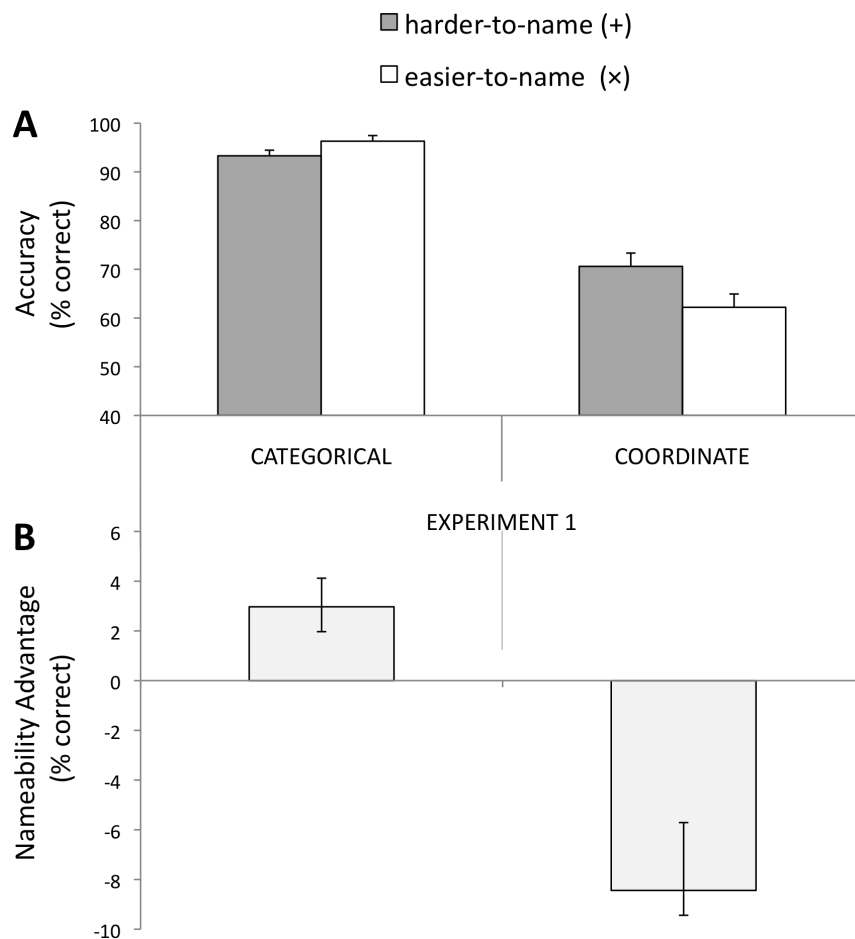 harder-to-name (+)
easier-to-name (×)
A
Accuracy
(% correct)
100
90
80
70
60
50
40
CATEGORICAL
COORDINATE
EXPERIMENT 1
B
Nameability Advantage
(% correct)
6
4
2
0
-2
-4
-6
-8
-10